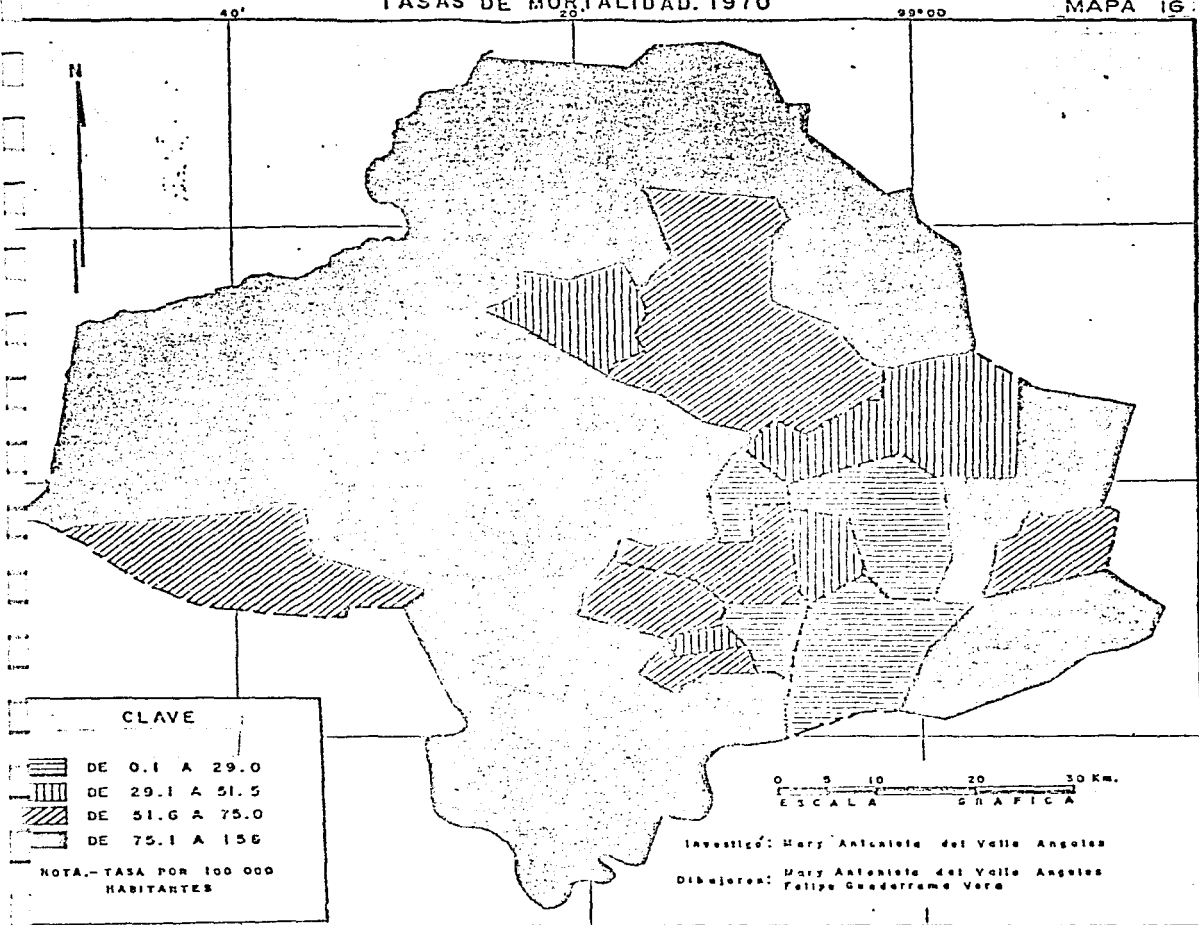 TASAS DE MORTALIDAD. 1970
MAPA 16
40'
20'
99°00
N
CLAVE
DE 0.1 A 29.0
DE 29.1 A 51.5
DE 51.6 A 75.0
DE 75.1 A 156
NOTA.- TASA POR 100 000
HABITANTES
0 5 10 20 30 Km.
ESCALA GRAFICA
Investigó: Mary Antonieta del Valle Angeles
Dibujaron: Mary Antonieta del Valle Angeles
Felipe Guadarrama Vera